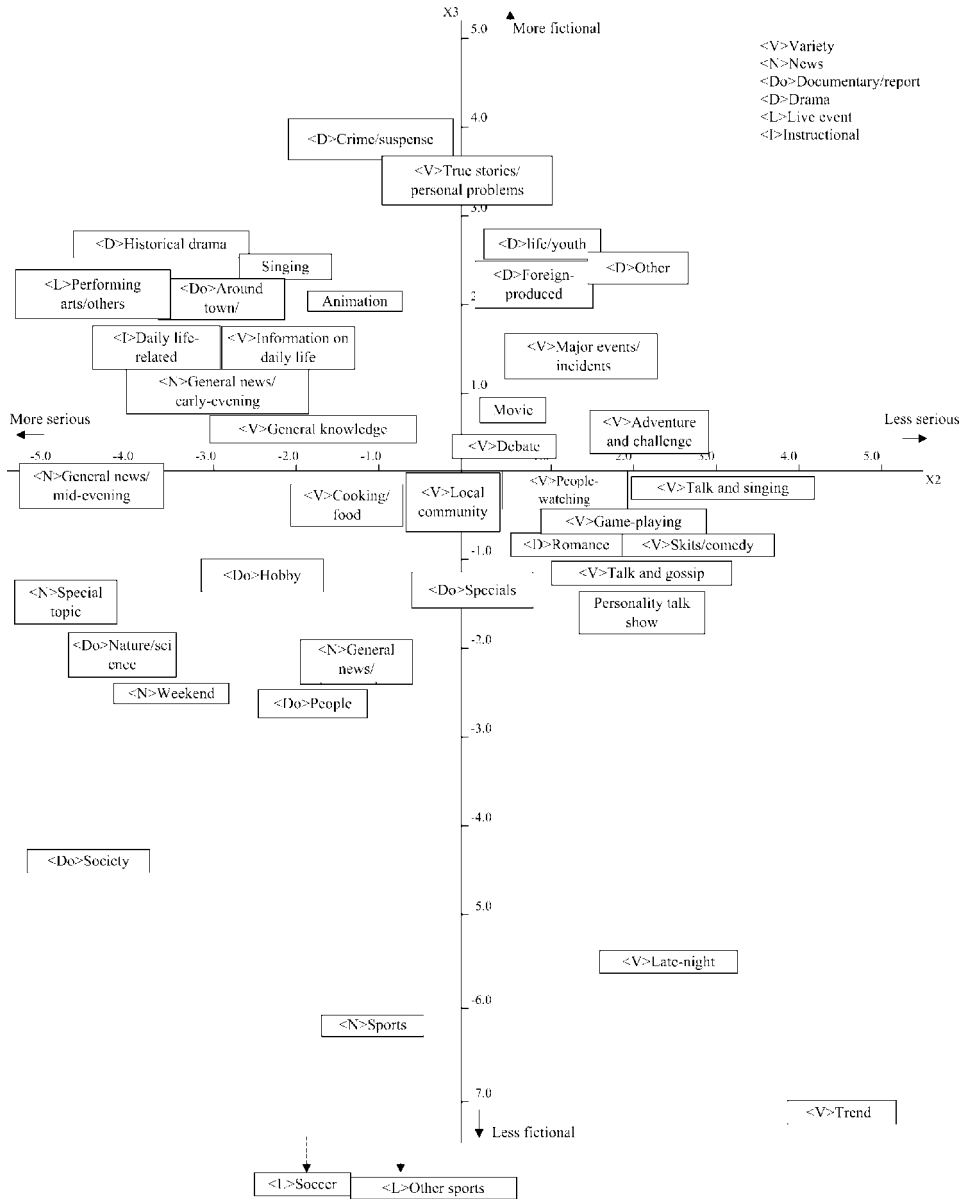 X3
5.0
More fictional
<V>Variety
<N>News
<Do>Documentary/report
<D>Drama
<L>Live event
<I>Instructional
4.0
<D>Crime/suspense
<V>True stories/
personal problems
3.0
<D>Historical drama
<D>life/youth
Singing
<D>Other
<L>Performing
arts/others
<Do>Around
town/
Animation
<D>Foreign-
produced
2.0
<I>Daily life-
related
<V>Information on
daily life
<V>Major events/
incidents
<N>General news/
early-evening
1.0
Movie
More serious
Less serious
<V>General knowledge
<V>Adventure
and challenge
<V>Debate
-5.0
-4.0
-3.0
-2.0
-1.0
1.0
2.0
3.0
4.0
5.0
X2
<N>General news/
mid-evening
<V>Cooking/
food
<V>Local
community
<V>People-
watching
<V>Talk and singing
<V>Game-playing
<D>Romance
<V>Skits/comedy
-1.0
<Do>Hobby
<Do>Specials
<V>Talk and gossip
<N>Special
topic
Personality talk
show
<Do>Nature/sci
ence
<N>General
news/
-2.0
<N>Weekend
<Do>People
-3.0
-4.0
<Do>Society
5.0
<V>Late-night
-6.0
<N>Sports
7.0
<V>Trend
Less fictional
<L>Soccer
<L>Other sports